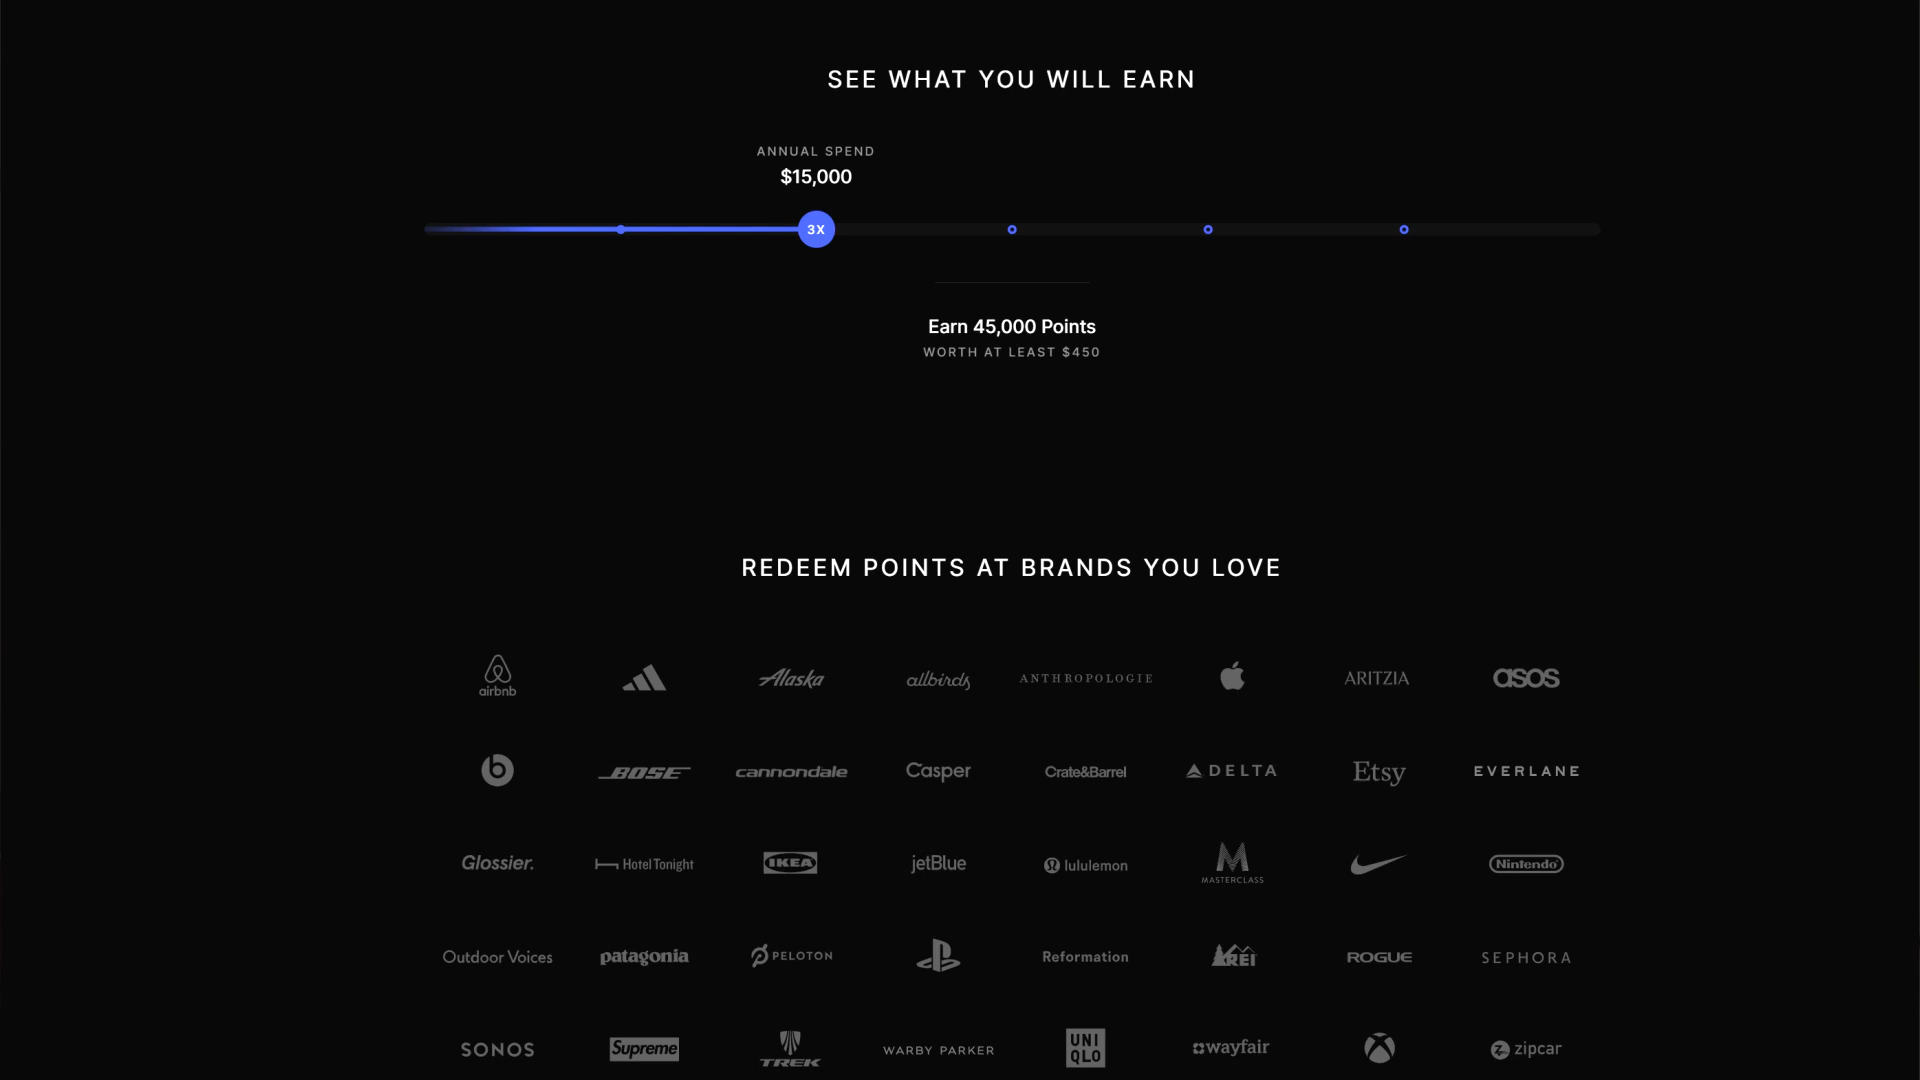 SEE WHAT YOU WILL EARN
ANNUAL SPEND
$15,000
3X
Earn 45,000 Points
WORTH AT LEAST $450
REDEEM POINTS AT BRANDS YOU LOVE
airbnb
Alaska
allbirds
ANTHROPOLOGIE
ARITZIA
asos
b
BOSE
cannondale
Casper
Crate&Barrel
DELTA
Etsy
EVERLANE
Glossier.
HotelTonight
IKEA
jetBlue
lululemon
M
MASTERCLASS
Nintendo
Outdoor Voices
patagonia
PELOTON
Reformation
REI
ROGUE
SEPHORA
SONOS
Supreme
TREK
WARBY PARKER
UNI
QLO
wayfair
zipcar